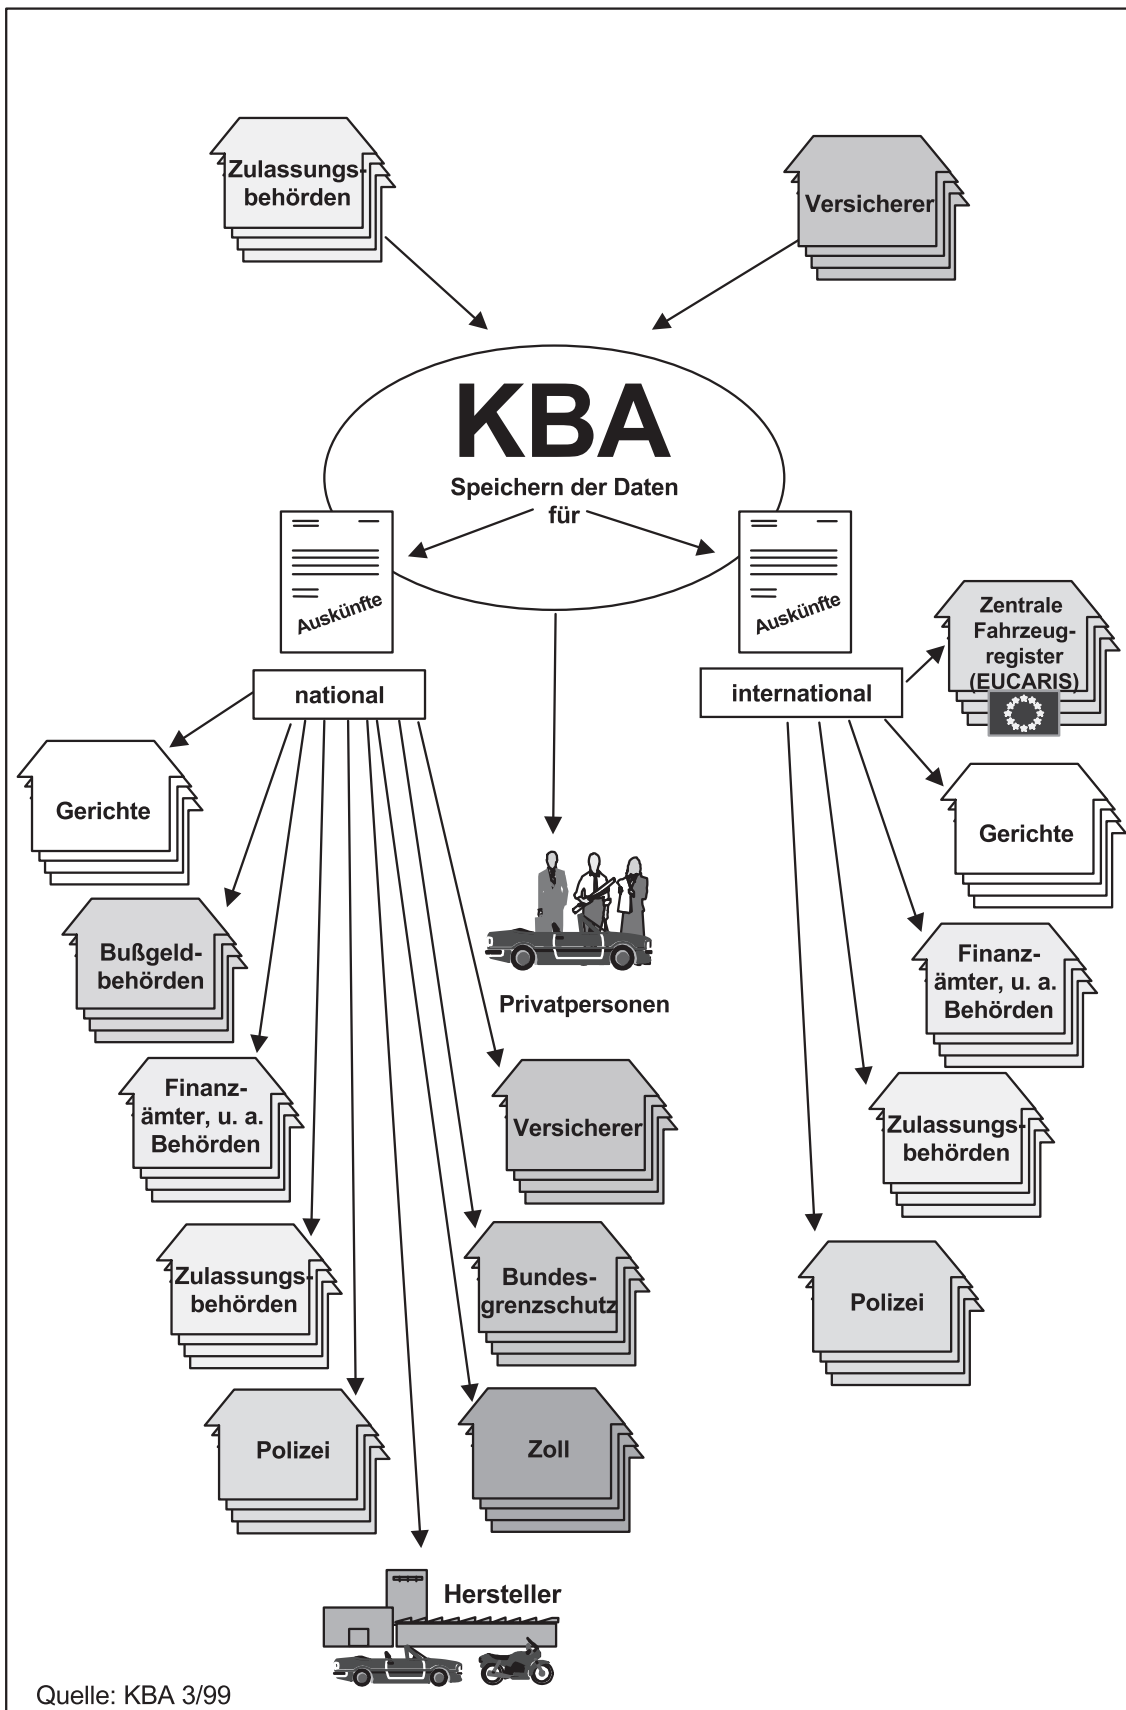 Zulassungs-
behörden
Versicherer
KBA
Speichern der Daten
für
Auskünfte
Auskünfte
national
international
Zentrale
Fahrzeug-
register
(EUCARIS)
Gerichte
Gerichte
Bußgeld-
behörden
Privatpersonen
Finanz-
ämter, u. a.
Behörden
Finanz-
ämter, u. a.
Behörden
Versicherer
Zulassungs-
behörden
Zulassungs-
behörden
Bundes-
grenzschutz
Polizei
Polizei
Zoll
Hersteller
Quelle: KBA 3/99